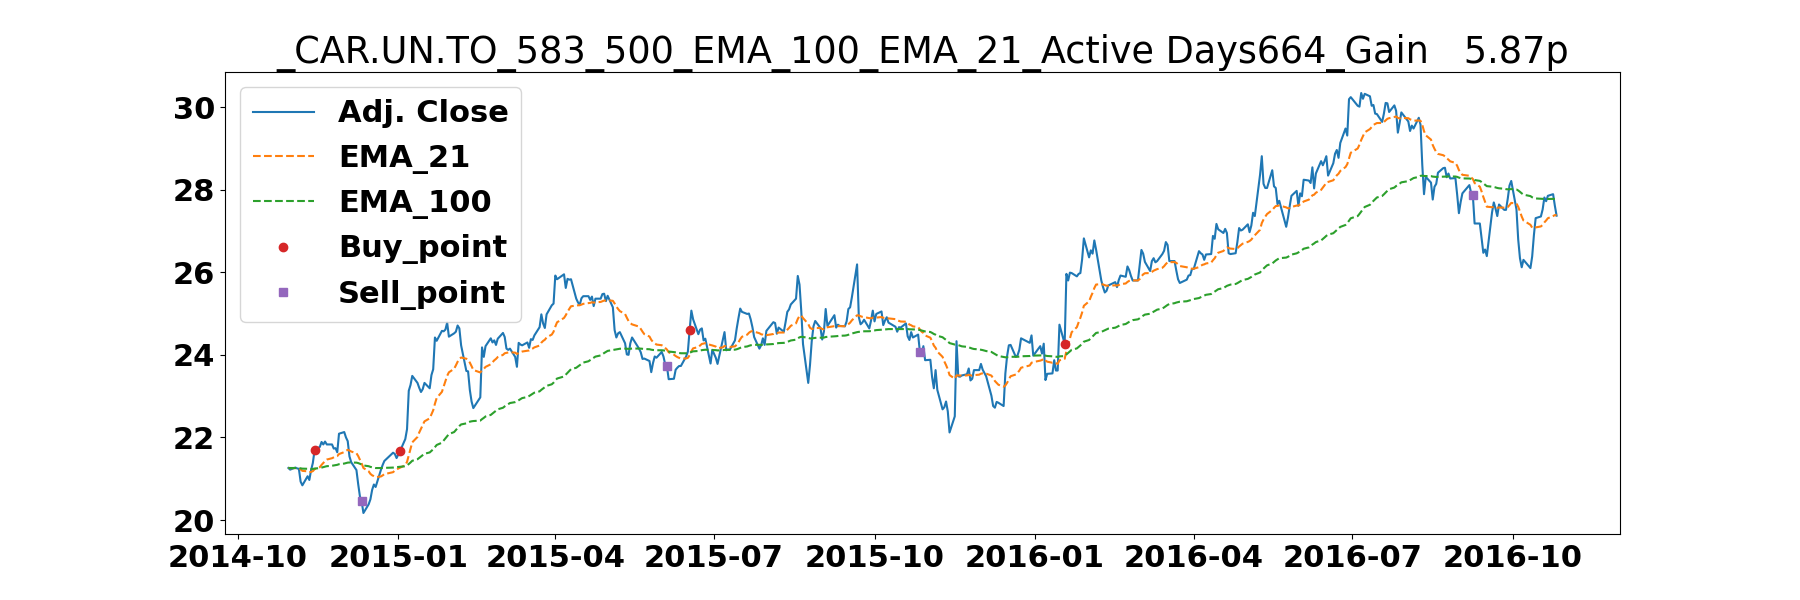 _CAR.UN.TO_583_500_EMA_100_EMA_21_Active Days664_Gain   5.87p
Adj. Close
EMA_21
EMA_100
Buy_point
Sell_point
30
28
26
24
22
20
2014-10 2015-01 2015-04 2015-07 2015-10 2016-01 2016-04 2016-07 2016-10